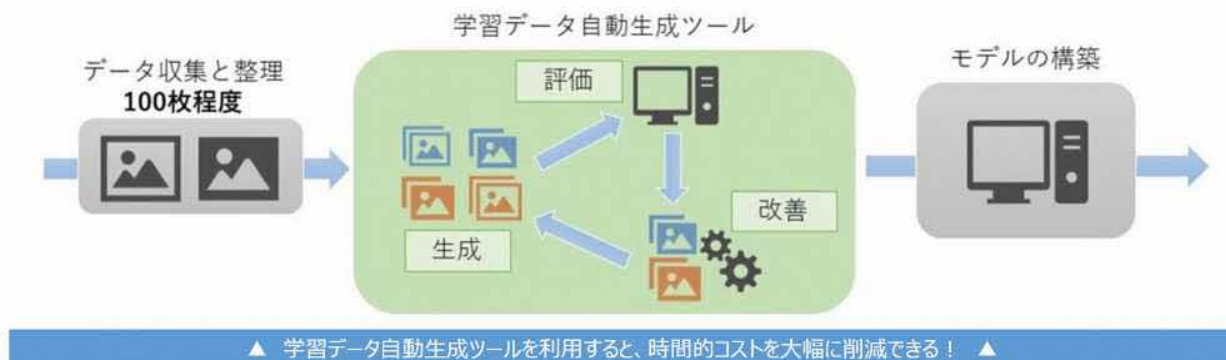 学習データ自動生成ツール
データ収集と整理
100枚程度
評価
改善
生成
モデルの構築
▲ 学習データ自動生成ツールを利用すると、時間的コストを大幅に削減できる！ ▲